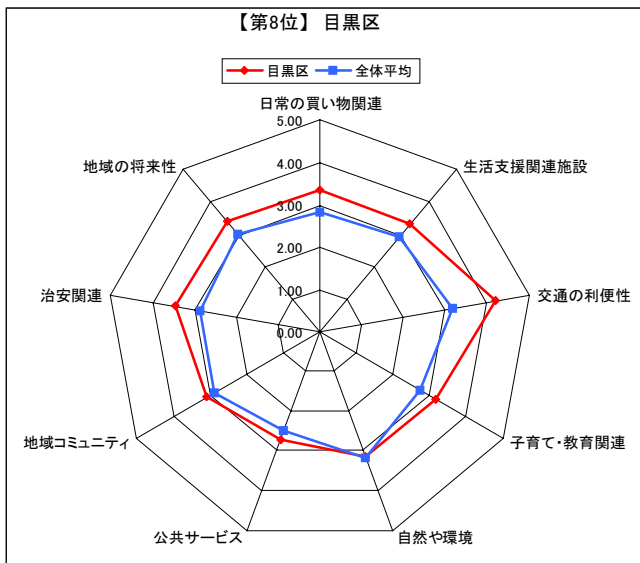 【第8位】 目黒区
目黒区 全体平均
日常の買い物関連
生活支援関連施設
交通の利便性
子育て・教育関連
自然や環境
公共サービス
地域コミュニティ
治安関連
地域の将来性
5.00
4.00
3.00
2.00
1.00
0.00